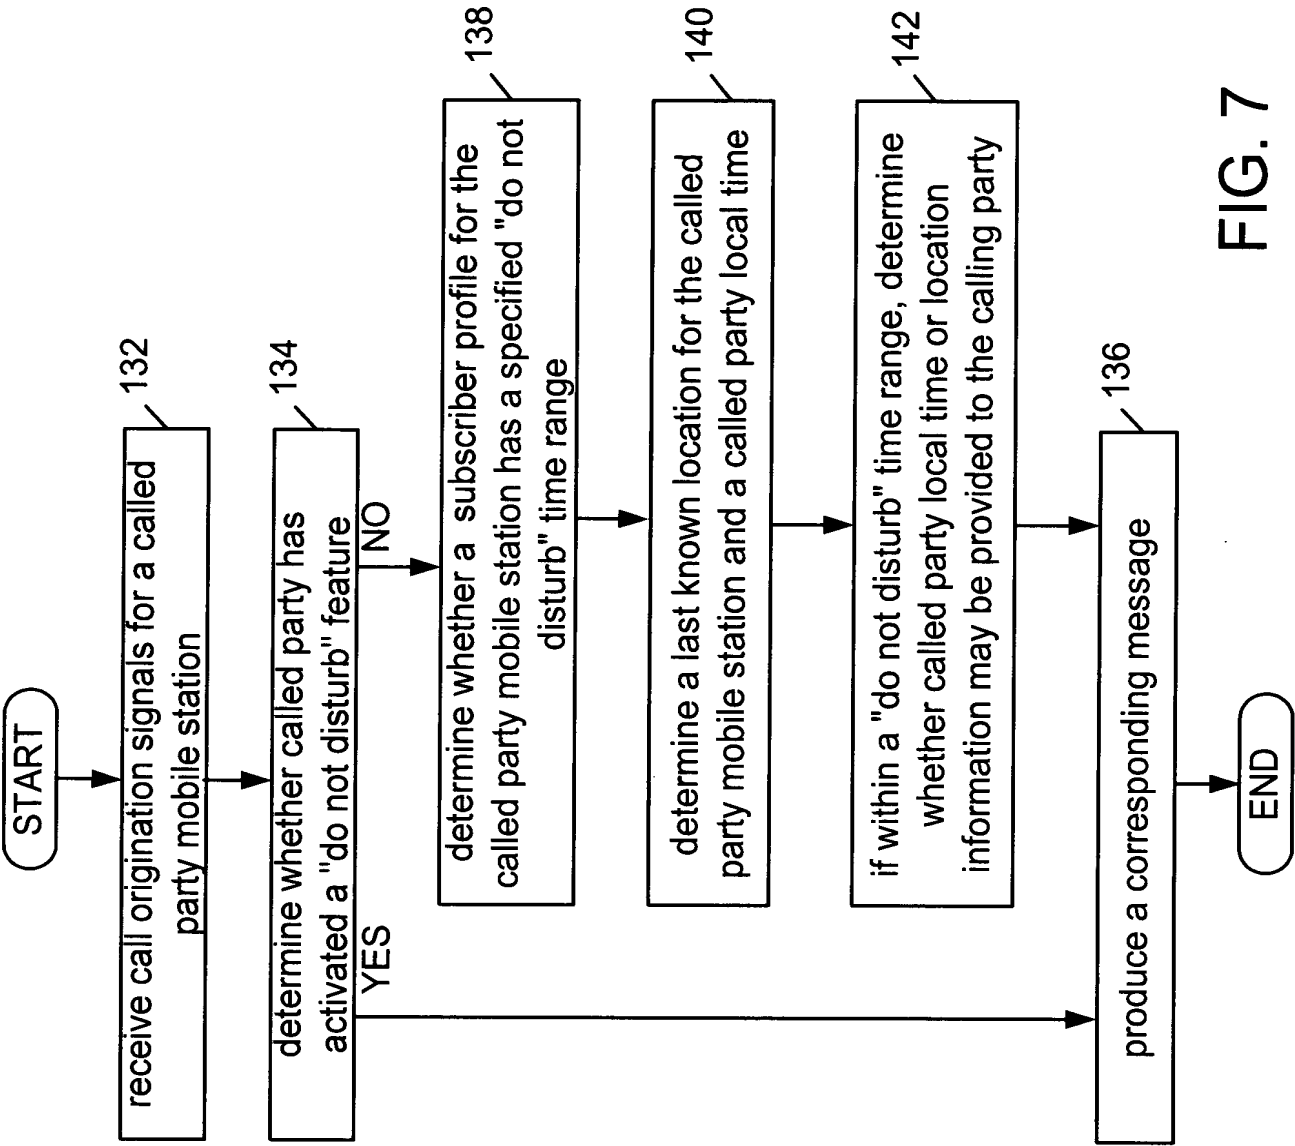 START
132
receive call origination signals for a called
party mobile station
134
determine whether called party has
activated a "do not disturb" feature
YES
NO
138
determine whether a subscriber profile for the
called party mobile station has a specified "do not
disturb" time range
140
determine a last known location for the called
party mobile station and a called party local time
142
if within a "do not disturb" time range, determine
whether called party local time or location
information may be provided to the calling party
136
produce a corresponding message
END
FIG. 7